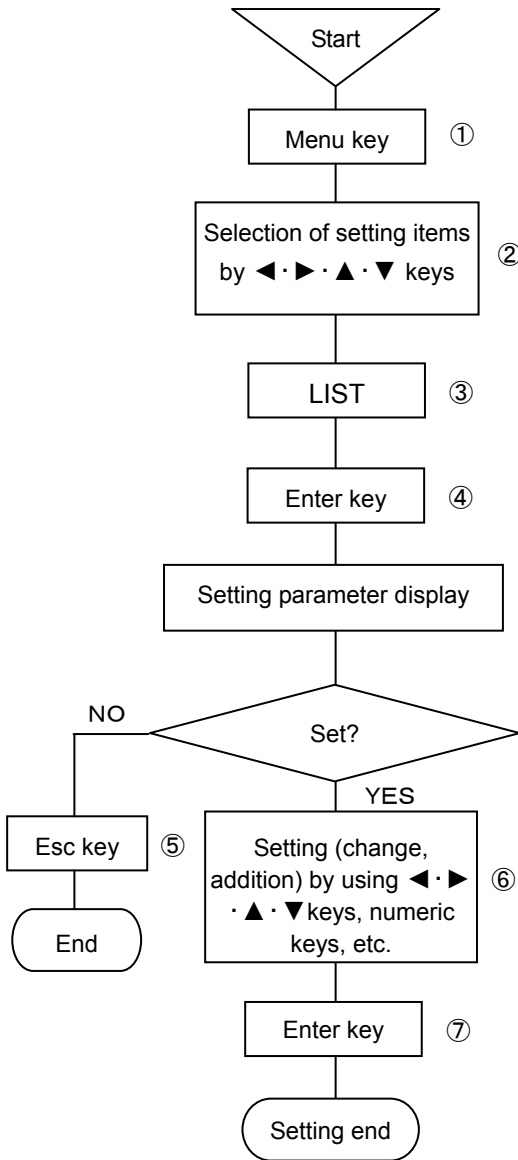 Start
Menu key ①
Selection of setting items
by ◀・▶・▲・▼ keys ②
LIST ③
Enter key ④
Setting parameter display
Set?
NO
YES
Esc key ⑤
End
Setting (change,
addition) by using ◀・▶
・▲・▼keys, numeric
keys, etc. ⑥
Enter key ⑦
Setting end